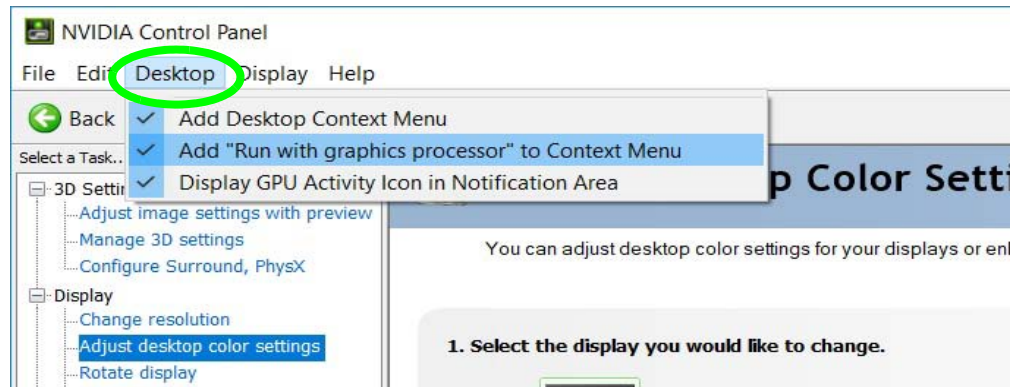 NVIDIA Control Panel
File Edit Desktop Display Help
Back
Add Desktop Context Menu
Add "Run with graphics processor" to Context Menu
Display GPU Activity Icon in Notification Area
Select a Task..
3D
Adjust image settings with preview
Manage 3D settings
Configure Surround, PhysX
Display
Change resolution
Adjust desktop color settings
Rotate display
Color
You can adjust desktop color settings for your displays or
1. Select the display you would like to change.